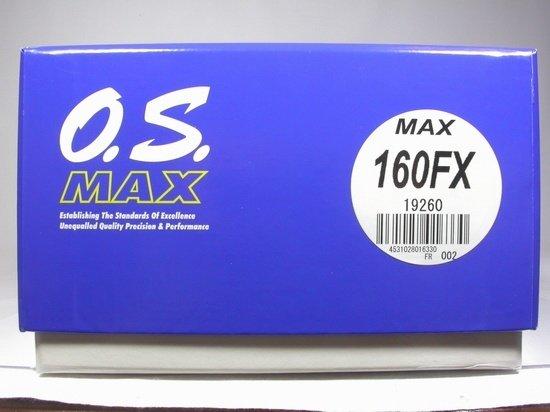 O.S.
MAX
Establishing The Standards Of Excellence
Unequalled Quality Precision & Performance
MAX
160FX
19260
4531028016330
FR 002